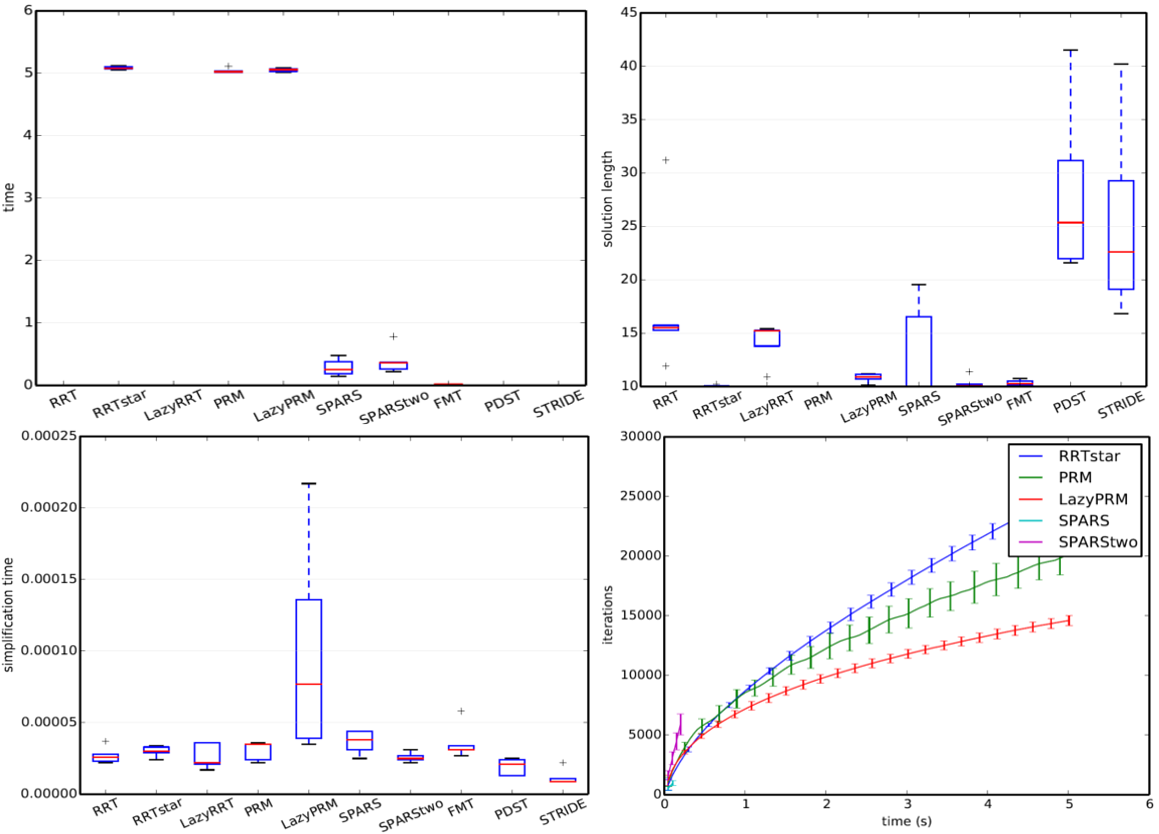 time
6
5
4
3
2
1
0
RRT
RRTstar
LazyRRT
PRM
LazyPRM
SPARS
SPARStwo
FMT
PDST
STRIDE
solution length
45
40
35
30
25
20
15
10
RRT
RRTstar
LazyRRT
PRM
LazyPRM
SPARS
SPARStwo
FMT
PDST
STRIDE
simplification time
0.00025
0.00020
0.00015
0.00010
0.00005
0.00000
RRT
RRTstar
LazyRRT
PRM
LazyPRM
SPARS
SPARStwo
FMT
PDST
STRIDE
iterations
30000
25000
20000
15000
10000
5000
0
RRTstar
PRM
LazyPRM
SPARS
SPARStwo
0 1 2 3 4 5 6
time (s)